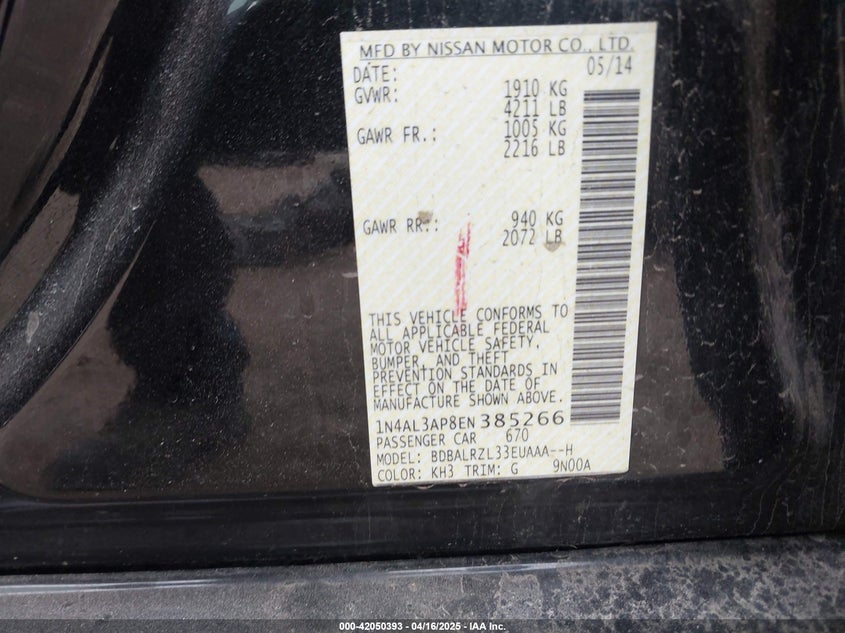 MFD BY NISSAN MOTOR CO., LTD.
DATE: 05/14
GVWR: 1910 KG
4211 LB
GAWR FR.: 1005 KG
2216 LB
GAWR RR.: 940 KG
2072 LB
THIS VEHICLE CONFORMS TO
ALL APPLICABLE FEDERAL
MOTOR VEHICLE SAFETY,
BUMPER, AND THEFT
PREVENTION STANDARDS IN
EFFECT ON THE DATE OF
MANUFACTURE SHOWN ABOVE.
1N4AL3AP8EN 385266
PASSENGER CAR 670
MODEL: BDBALRZL33EUAAA--H
COLOR: KH3 TRIM: G 9N00A
000-42050393 - 04/16/2025 - IAA Inc.